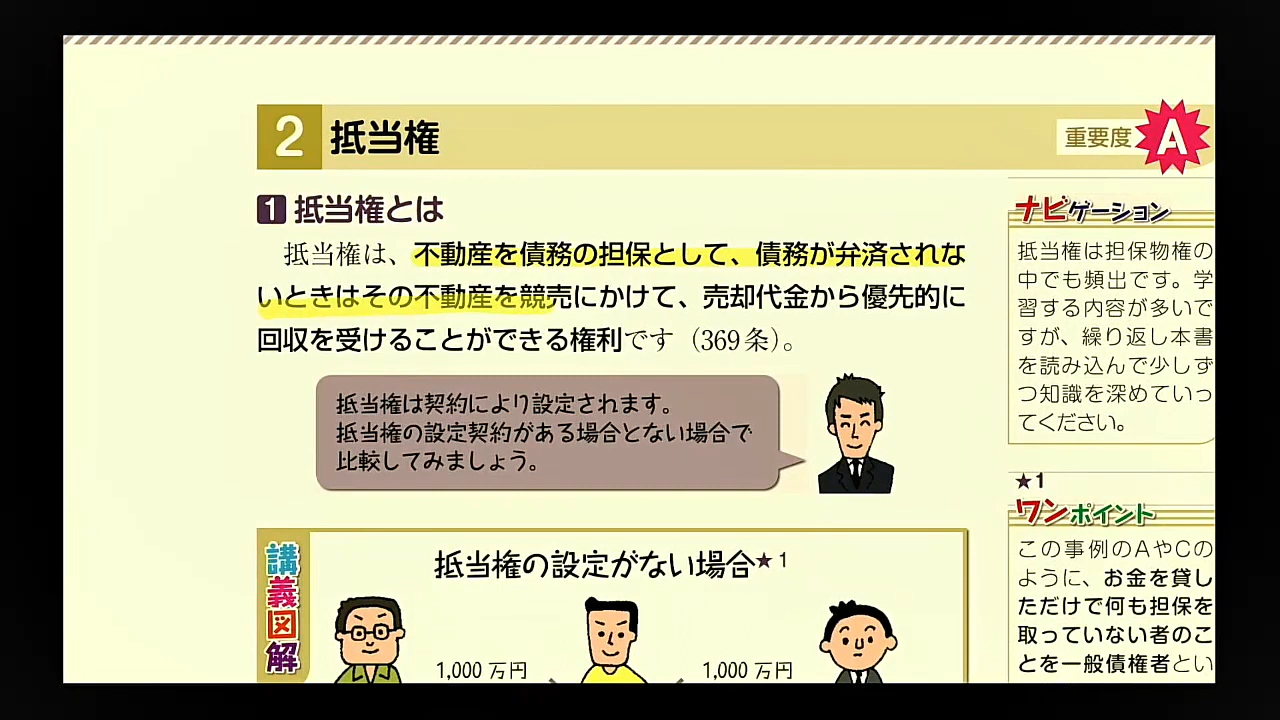 2 抵当権
重要度 A
1 抵当権とは
抵当権は、不動産を債務の担保として、債務が弁済されな
いときはその不動産を競売にかけて、売却代金から優先的に
回収を受けることができる権利です（369条）。
抵当権は契約により設定されます。
抵当権の設定契約がある場合とない場合で
比較してみましょう。
講義図解
抵当権の設定がない場合★1
1,000 万円
1,000 万円
ナビゲーション
抵当権は担保物権の
中でも頻出です。学
習する内容が多いで
すが、繰り返し本書
を読み込んで少しず
つ知識を深めていっ
てください。
★1
ワンポイント
この事例のAやCの
ように、お金を貸し
ただけで何も担保を
取っていない者のこ
とを一般債権者とい